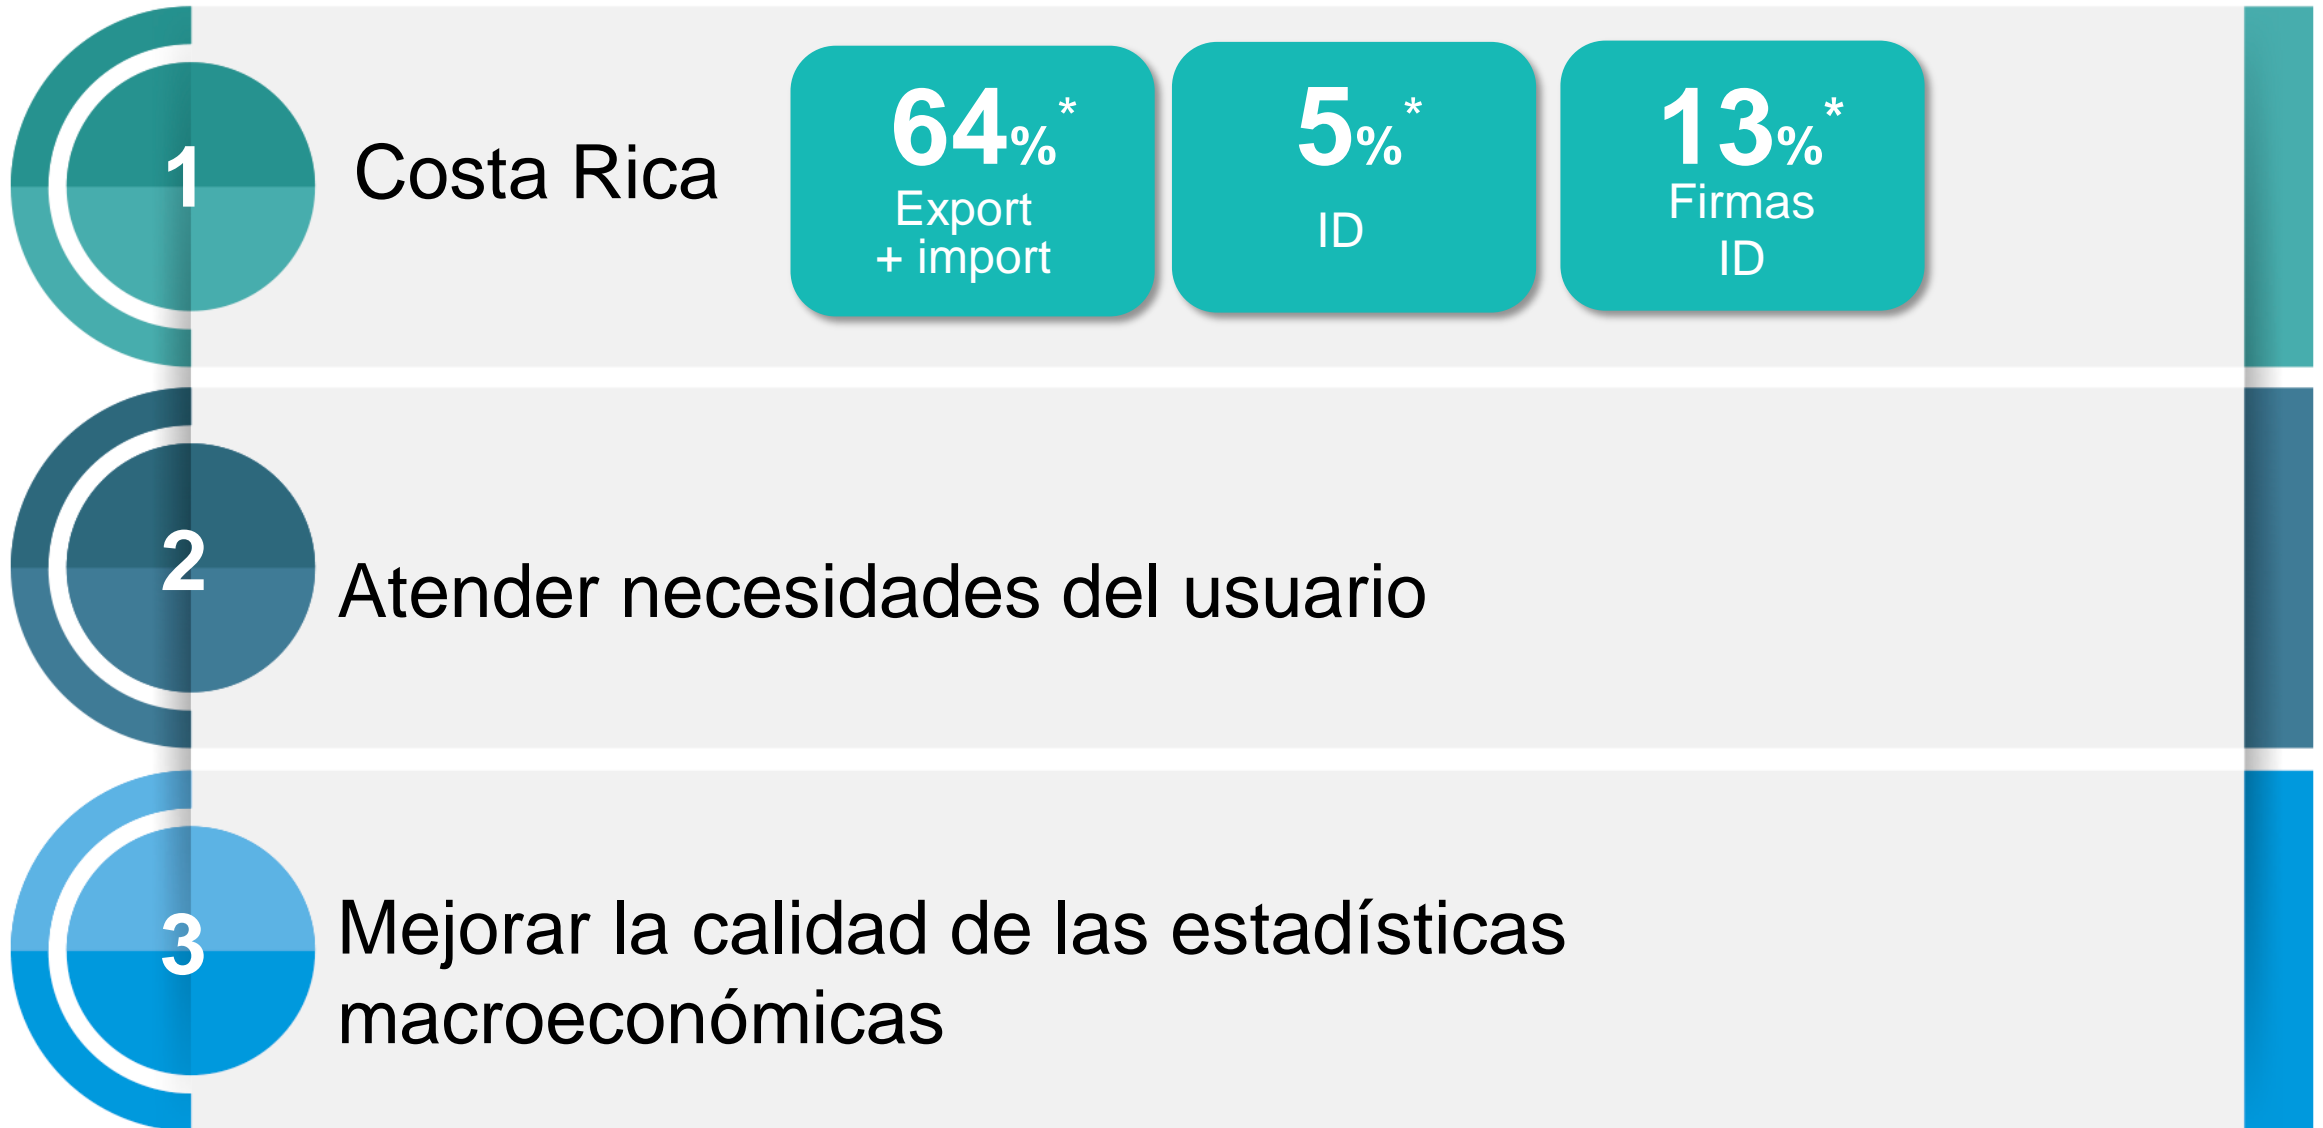 1
Costa Rica
64%*
Export
+ import
5%*
ID
13%*
Firmas
ID
2
Atender necesidades del usuario
3
Mejorar la calidad de las estadísticas
macroeconómicas